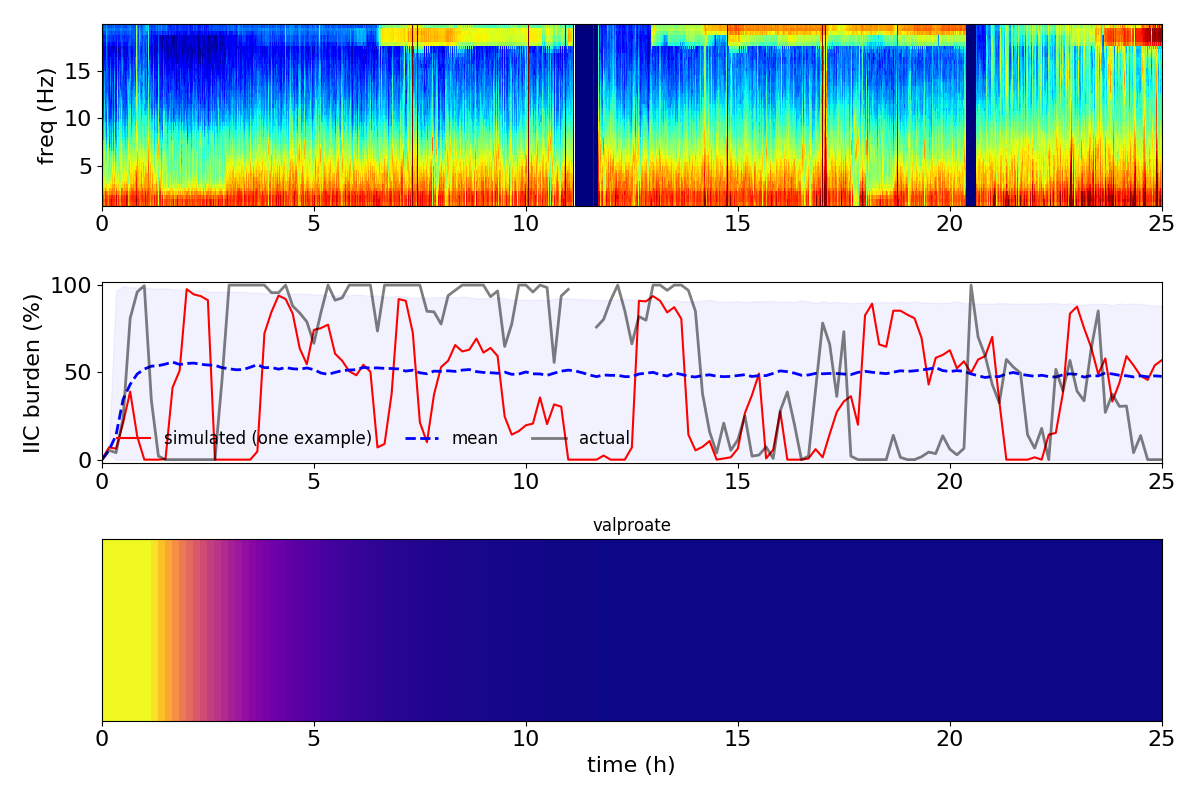 freq (Hz)
15
10
5
0 5 10 15 20 25
IIC burden (%)
100
50
0
simulated (one example) mean actual
0 5 10 15 20 25
valproate
0 5 10 15 20 25
time (h)